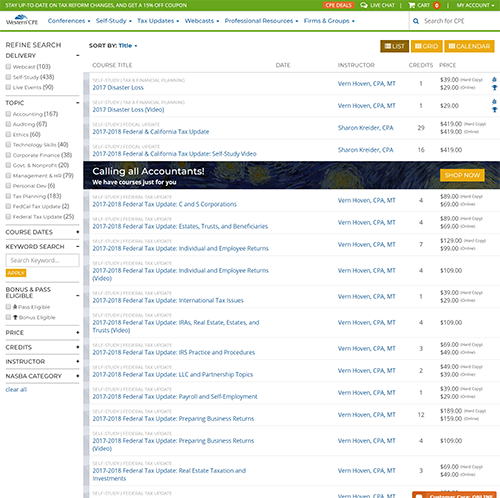 STAY UP-TO-DATE ON TAX REFORM CHANGES, AND GET A 15% OFF COUPON
CPE DEALS LIVE CHAT CART 0 MY ACCOUNT
Western CPE
Conferences Self-Study Tax Updates Webcasts Professional Resources Firms & Groups Search for CPE
REFINE SEARCH
DELIVERY
Webcast (103)
Self-Study (438)
Live Events (90)
TOPIC
Accounting (167)
Auditing (67)
Ethics (60)
Technology Skills (40)
Corporate Finance (38)
Govt. & Nonprofit (20)
Management & HR (79)
Personal Dev (6)
Tax Planning (183)
FedCal Tax Update (2)
Federal Tax Update (25)
COURSE DATES
KEYWORD SEARCH
Search Keyword...
APPLY
BONUS & PASS
ELIGIBLE
Pass Eligible
Bonus Eligible
PRICE
CREDITS
INSTRUCTOR
NASBA CATEGORY
clear all
SORT BY: Title
LIST GRID CALENDAR
COURSE TITLE DATE INSTRUCTOR CREDITS PRICE
SELF-STUDY | TAX & FINANCIAL PLANNING
2017 Disaster Loss Vern Hoven, CPA, MT 1 $39.00 (Hard Copy)
$29.00 (Online)
SELF-STUDY | TAX & FINANCIAL PLANNING
2017 Disaster Loss (Video) Vern Hoven, CPA, MT 1 $29.00
SELF-STUDY | FEDCAL UPDATE
2017-2018 Federal & California Tax Update Sharon Kreider, CPA 29 $419.00 (Hard Copy)
$419.00 (Online)
SELF-STUDY | FEDCAL UPDATE
2017-2018 Federal & California Tax Update: Self-Study Video Sharon Kreider, CPA 16 $419.00
Calling all Accountants!
We have courses just for you
SHOP NOW
SELF-STUDY | FEDERAL TAX UPDATE
2017-2018 Federal Tax Update: C and S Corporations Vern Hoven, CPA, MT 4 $89.00 (Hard Copy)
$69.00 (Online)
SELF-STUDY | FEDERAL TAX UPDATE
2017-2018 Federal Tax Update: Estates, Trusts, and Beneficiaries Vern Hoven, CPA, MT 4 $89.00 (Hard Copy)
$69.00 (Online)
SELF-STUDY | FEDERAL TAX UPDATE
2017-2018 Federal Tax Update: Individual and Employee Returns Vern Hoven, CPA, MT 7 $129.00 (Hard Copy)
$99.00 (Online)
SELF-STUDY | FEDERAL TAX UPDATE
2017-2018 Federal Tax Update: Individual and Employee Returns
(Video) Vern Hoven, CPA, MT 4 $109.00
SELF-STUDY | FEDERAL TAX UPDATE
2017-2018 Federal Tax Update: International Tax Issues Vern Hoven, CPA, MT 1 $39.00 (Hard Copy)
$29.00 (Online)
SELF-STUDY | FEDERAL TAX UPDATE
2017-2018 Federal Tax Update: IRAs, Real Estate, Estates, and
Trusts (Video) Vern Hoven, CPA, MT 4 $109.00
SELF-STUDY | FEDERAL TAX UPDATE
2017-2018 Federal Tax Update: IRS Practice and Procedures Vern Hoven, CPA, MT 3 $69.00 (Hard Copy)
$49.00 (Online)
SELF-STUDY | FEDERAL TAX UPDATE
2017-2018 Federal Tax Update: LLC and Partnership Topics Vern Hoven, CPA, MT 2 $49.00 (Hard Copy)
$39.00 (Online)
SELF-STUDY | FEDERAL TAX UPDATE
2017-2018 Federal Tax Update: Payroll and Self-Employment Vern Hoven, CPA, MT 1 $39.00 (Hard Copy)
$29.00 (Online)
SELF-STUDY | FEDERAL TAX UPDATE
2017-2018 Federal Tax Update: Preparing Business Returns Vern Hoven, CPA, MT 12 $189.00 (Hard Copy)
$159.00 (Online)
SELF-STUDY | FEDERAL TAX UPDATE
2017-2018 Federal Tax Update: Preparing Business Returns
(Video) Vern Hoven, CPA, MT 4 $109.00
SELF-STUDY | FEDERAL TAX UPDATE
2017-2018 Federal Tax Update: Real Estate Taxation and
Investments Vern Hoven, CPA, MT 3 $69.00 (Hard Copy)
$49.00 (Online)
Customer Care: ONLINE